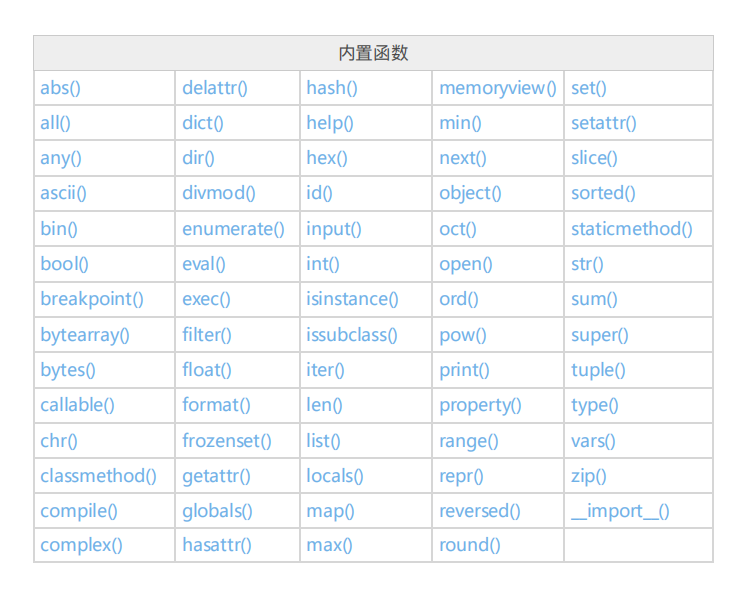 内置函数
abs() delattr() hash() memoryview() set()
all() dict() help() min() setattr()
any() dir() hex() next() slice()
ascii() divmod() id() object() sorted()
bin() enumerate() input() oct() staticmethod()
bool() eval() int() open() str()
breakpoint() exec() isinstance() ord() sum()
bytearray() filter() issubclass() pow() super()
bytes() float() iter() print() tuple()
callable() format() len() property() type()
chr() frozenset() list() range() vars()
classmethod() getattr() locals() repr() zip()
compile() globals() map() reversed() __import__()
complex() hasattr() max() round()